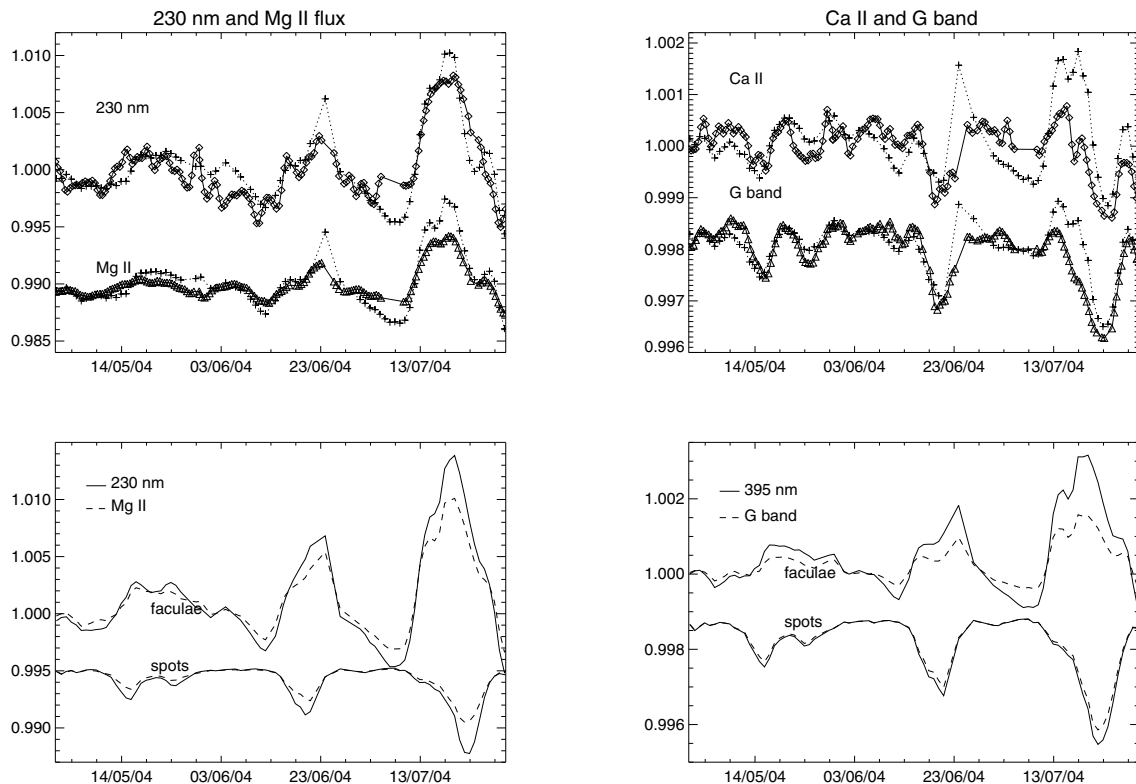 230 nm and Mg II flux
1.010
1.005
1.000
0.995
0.990
0.985
230 nm
Mg II
14/05/04 03/06/04 23/06/04 13/07/04
Ca II and G band
1.002
1.001
1.000
0.999
0.998
0.997
0.996
Ca II
G band
14/05/04 03/06/04 23/06/04 13/07/04
1.010
1.005
1.000
0.995
0.990
230 nm
Mg II
faculae
spots
14/05/04 03/06/04 23/06/04 13/07/04
1.002
1.000
0.998
0.996
395 nm
G band
faculae
spots
14/05/04 03/06/04 23/06/04 13/07/04